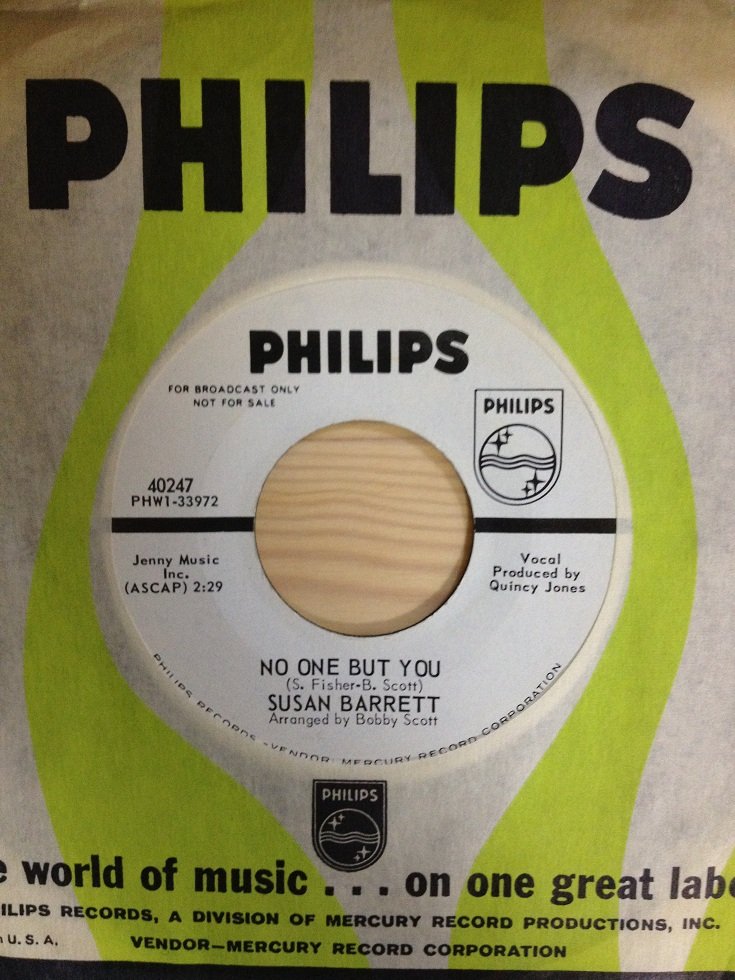 PHILIPS
PHILIPS
FOR BROADCAST ONLY
NOT FOR SALE
PHILIPS
40247
PHW1-33972
Jenny Music
Inc.
(ASCAP) 2:29
Vocal
Produced by
Quincy Jones
NO ONE BUT YOU
(S. Fisher-B. Scott)
SUSAN BARRETT
Arranged by Bobby Scott
PHILIPS RECORDS - VENDOR: MERCURY RECORD CORPORATION
PHILIPS
e world of music . . . on one great labe
ILIPS RECORDS, A DIVISION OF MERCURY RECORD PRODUCTIONS, INC.
U. S. A.
VENDOR—MERCURY RECORD CORPORATION